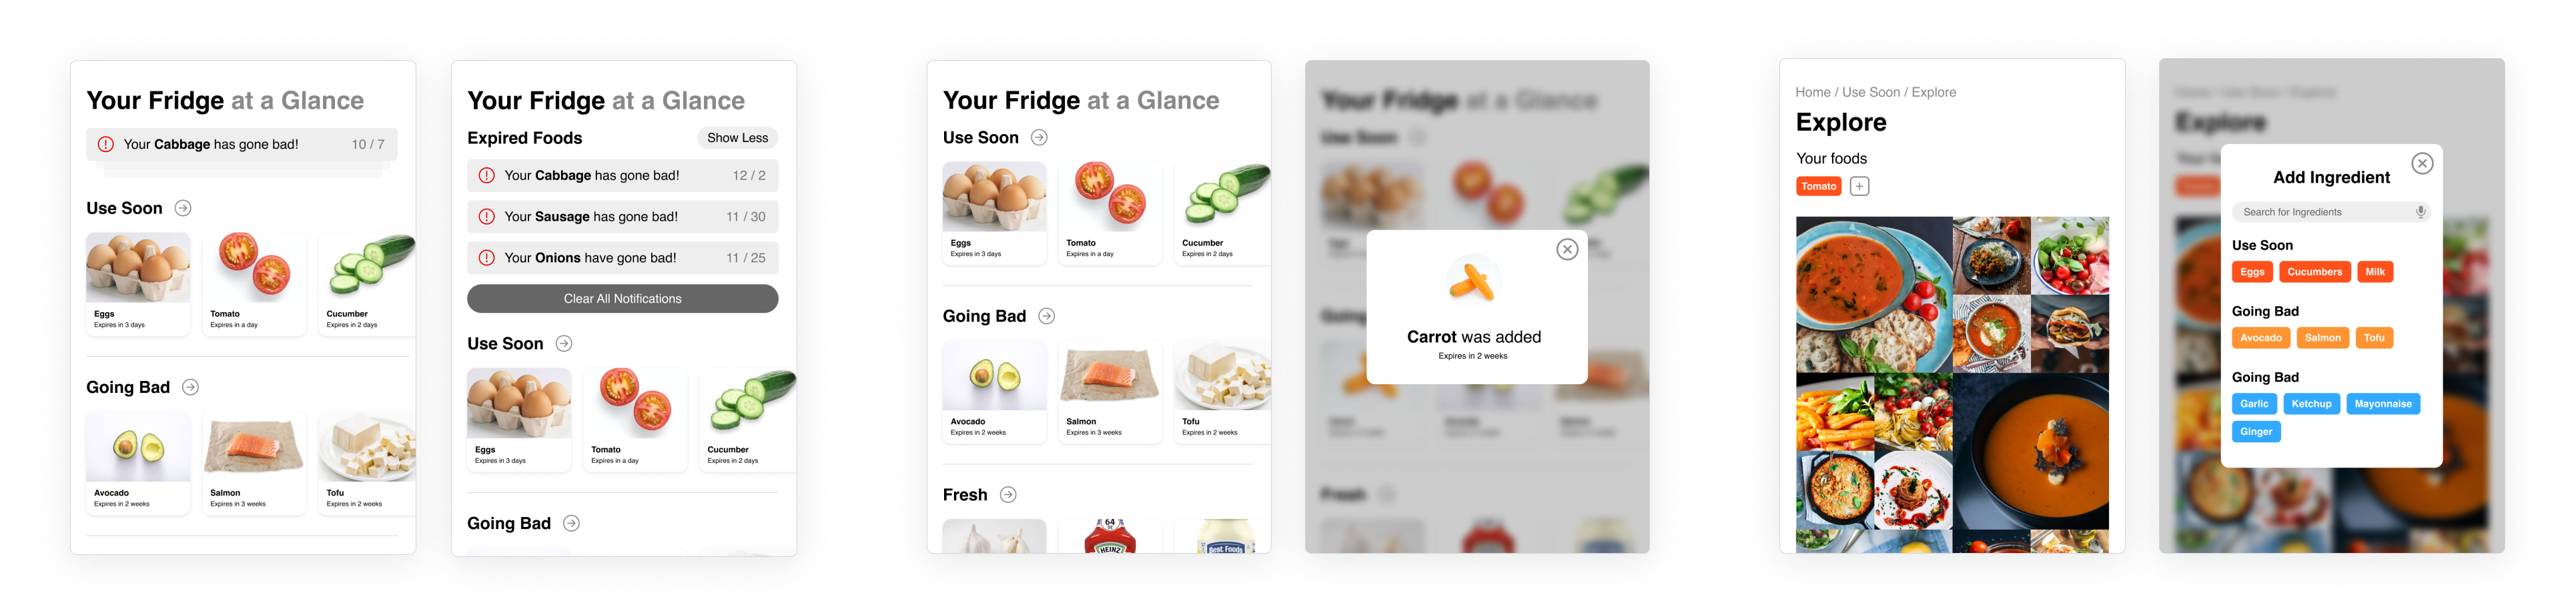 Your Fridge at a Glance
Your Cabbage has gone bad! 10 / 7
Use Soon
Eggs
Expires in 3 days
Tomato
Expires in a day
Cucumber
Expires in 2 days
Going Bad
Avocado
Expires in 2 weeks
Salmon
Expires in 3 weeks
Tofu
Expires in 2 weeks
Your Fridge at a Glance
Expired Foods
Show Less
Your Cabbage has gone bad! 12 / 2
Your Sausage has gone bad! 11 / 30
Your Onions have gone bad! 11 / 25
Clear All Notifications
Use Soon
Eggs
Expires in 3 days
Tomato
Expires in a day
Cucumber
Expires in 2 days
Going Bad
Your Fridge at a Glance
Use Soon
Eggs
Expires in 3 days
Tomato
Expires in a day
Cucumber
Expires in 2 days
Going Bad
Avocado
Expires in 2 weeks
Salmon
Expires in 3 weeks
Tofu
Expires in 2 weeks
Fresh
64
HEINZ
Best Foods
Your Fridge at a Glance
Use Soon
Going
Carrot was added
Expires in 2 weeks
Fresh
Home / Use Soon / Explore
Explore
Your foods
Tomato
Home / Use Soon / Explore
Explore
Add Ingredient
Search for Ingredients
Use Soon
Eggs Cucumbers Milk
Going Bad
Avocado Salmon Tofu
Going Bad
Garlic Ketchup Mayonnaise
Ginger